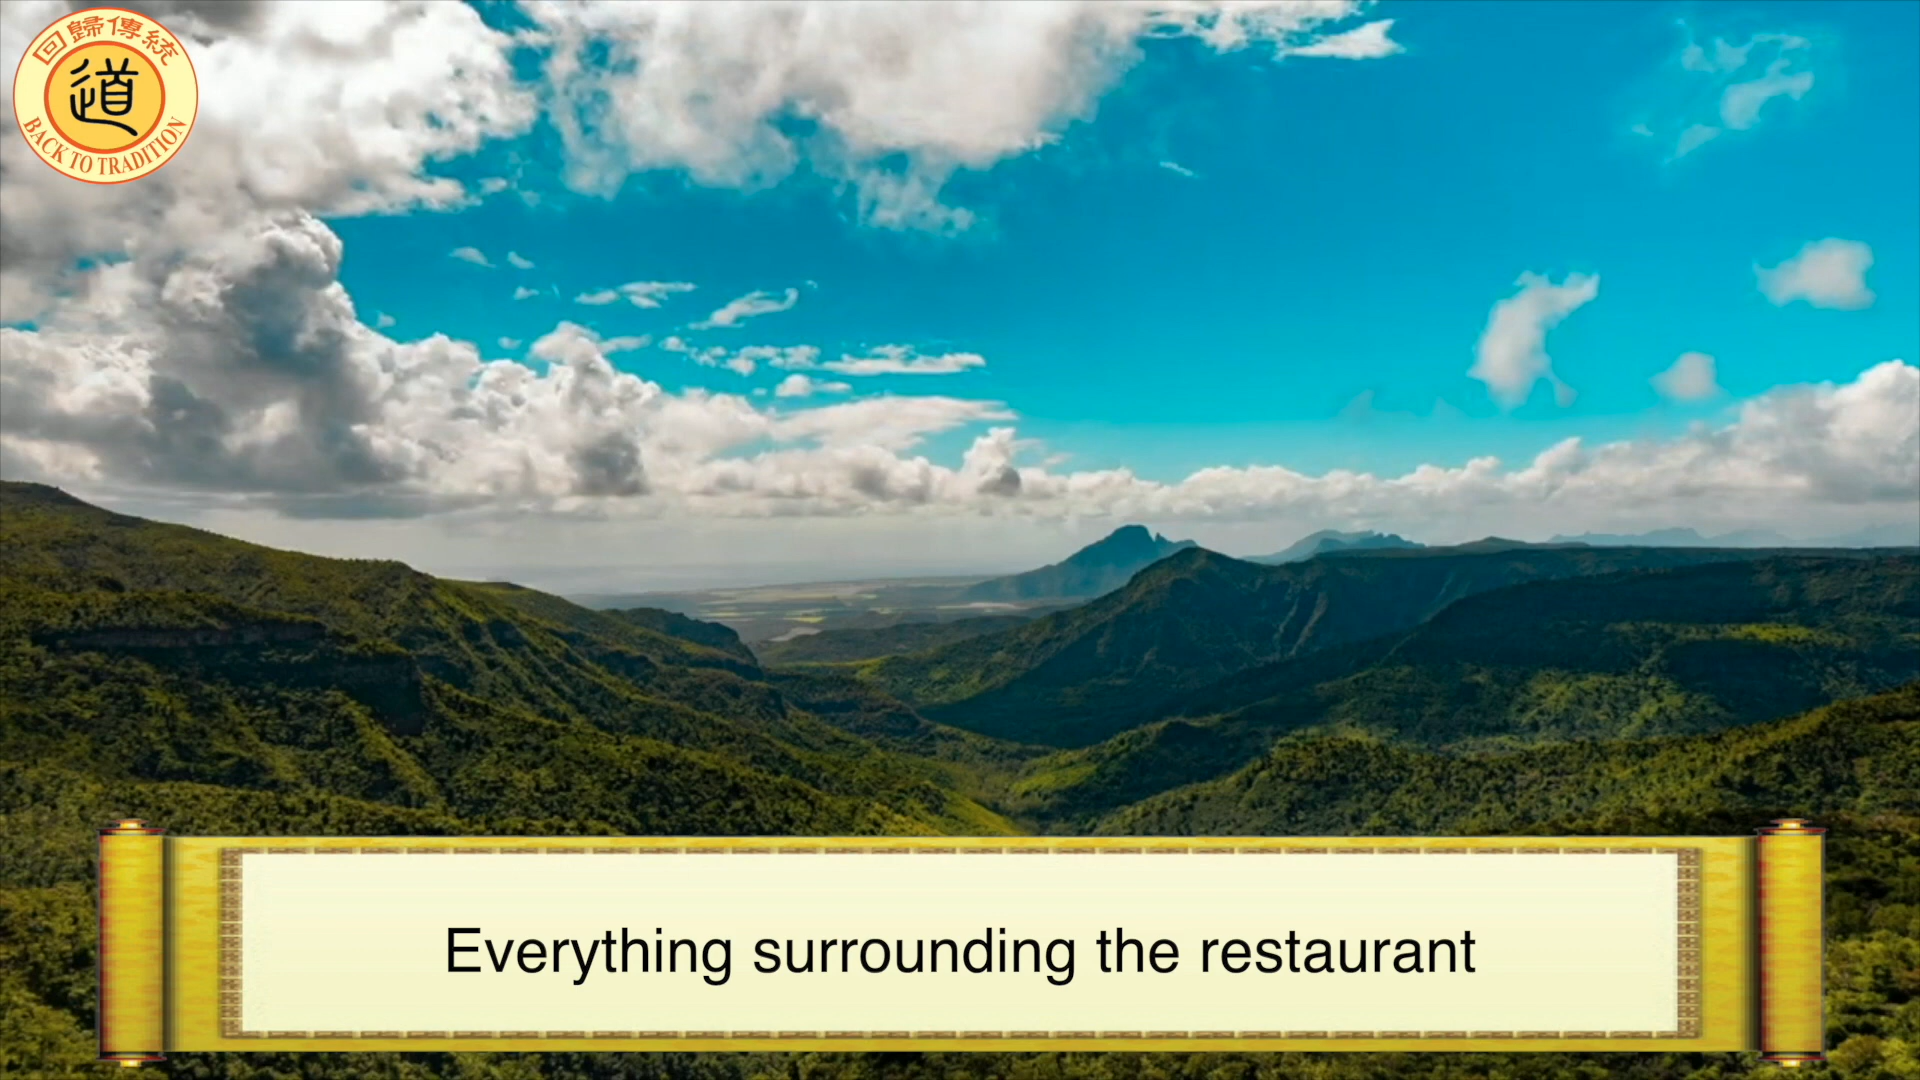 回歸傳統
道
BACK TO TRADITION
Everything surrounding the restaurant